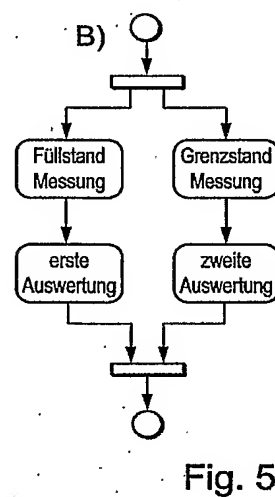 B)
Füllstand
Messung
Grenzstand
Messung
erste
Auswertung
zweite
Auswertung
Fig. 5